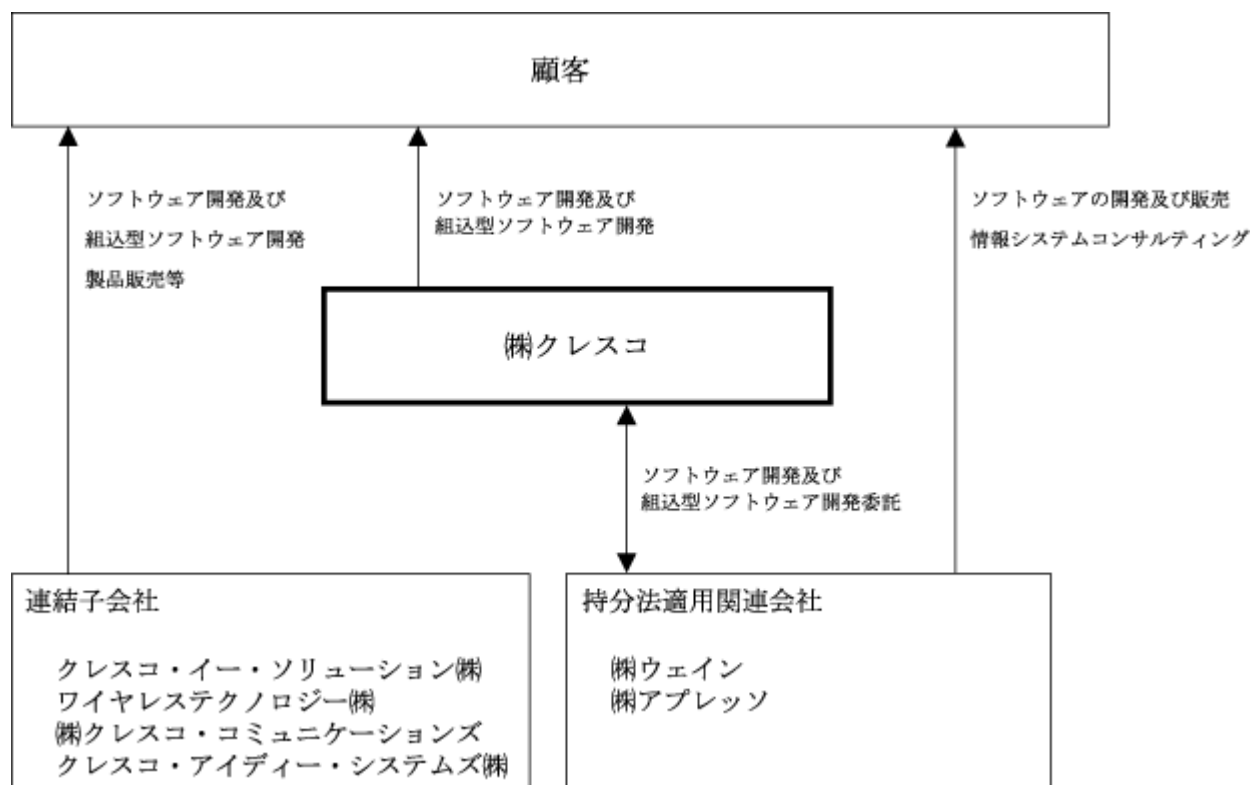 顧客
ソフトウェア開発及び
組込型ソフトウェア開発
製品販売等
ソフトウェア開発及び
組込型ソフトウェア開発
ソフトウェアの開発及び販売
情報システムコンサルティング
㈱クレスコ
ソフトウェア開発及び
組込型ソフトウェア開発委託
連結子会社
クレスコ・イー・ソリューション㈱
ワイヤレステクノロジー㈱
㈱クレスコ・コミュニケーションズ
クレスコ・アイディー・システムズ㈱
持分法適用関連会社
㈱ウェイン
㈱アプレッソ